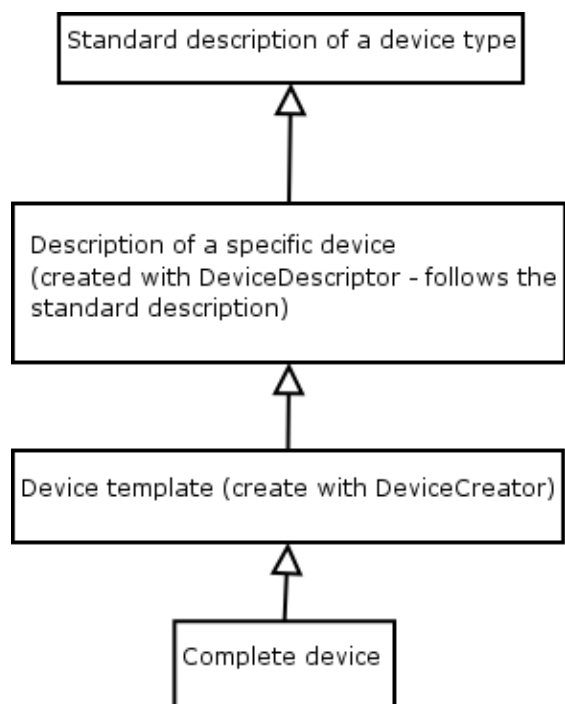 Standard description of a device type
Description of a specific device
(created with DeviceDescriptor - follows the
standard description)
Device template (create with DeviceCreator)
Complete device